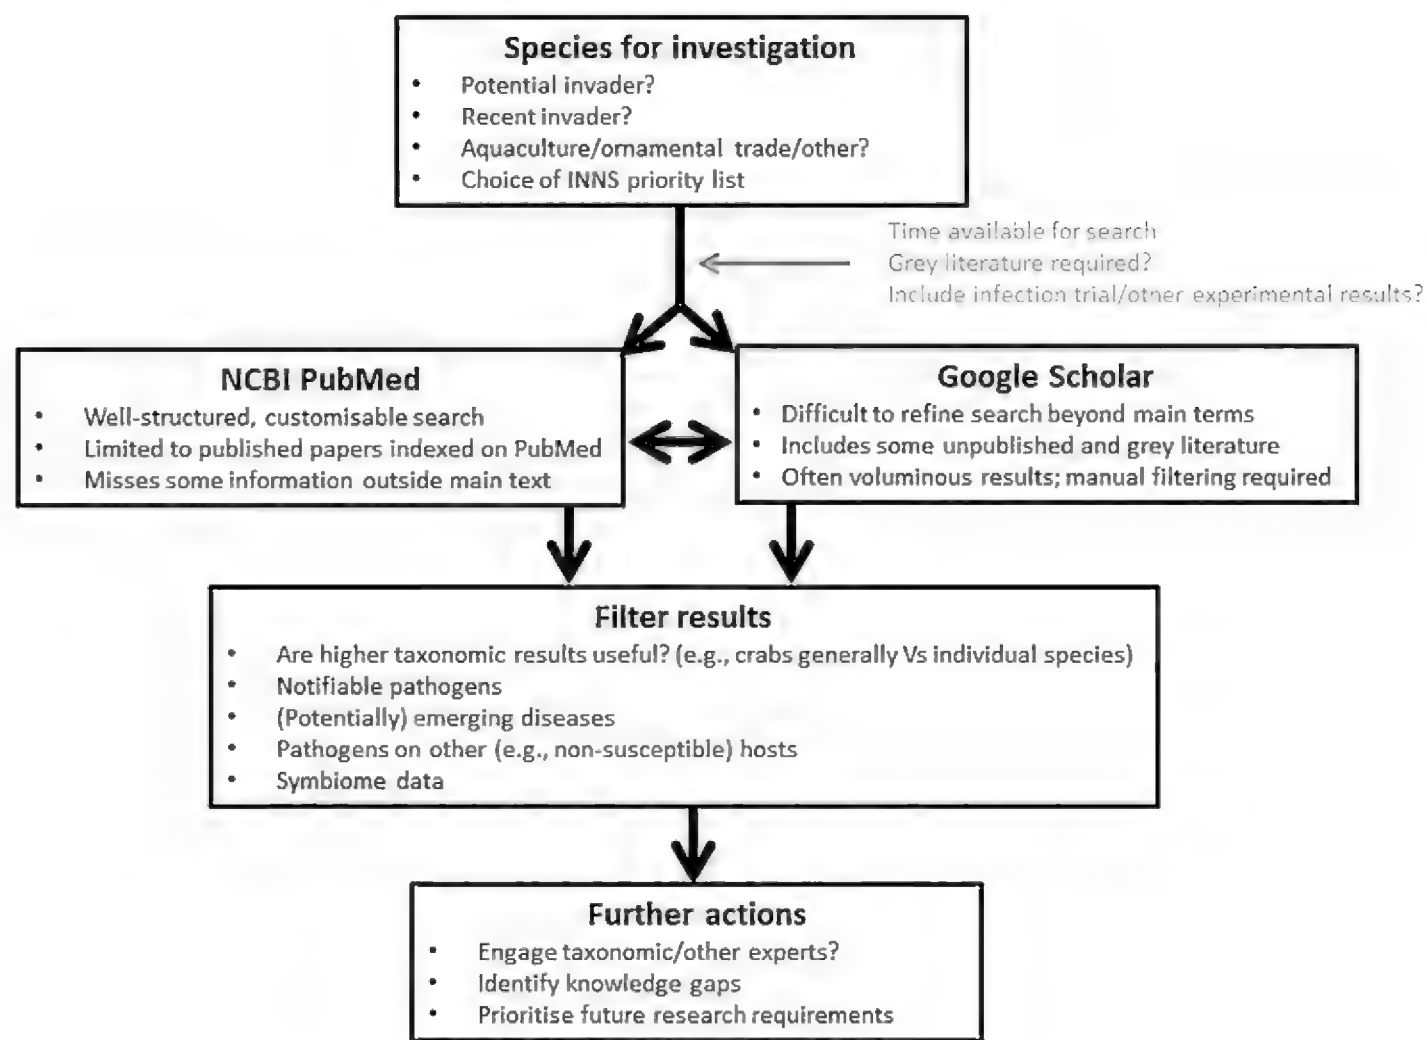 Species for investigation
• Potential invader?
• Recent invader?
• Aquaculture/ornamental trade/other?
• Choice of INNS priority list
Time available for search
Grey literature required?
Include infection trial/other experimental results?
NCBI PubMed
• Well-structured, customisable search
• Limited to published papers indexed on PubMed
• Misses some information outside main text
Google Scholar
• Difficult to refine search beyond main terms
• Includes some unpublished and grey literature
• Often voluminous results; manual filtering required
Filter results
• Are higher taxonomic results useful? (e.g., crabs generally Vs individual species)
• Notifiable pathogens
• (Potentially) emerging diseases
• Pathogens on other (e.g., non-susceptible) hosts
• Symbiome data
Further actions
• Engage taxonomic/other experts?
• Identify knowledge gaps
• Prioritise future research requirements